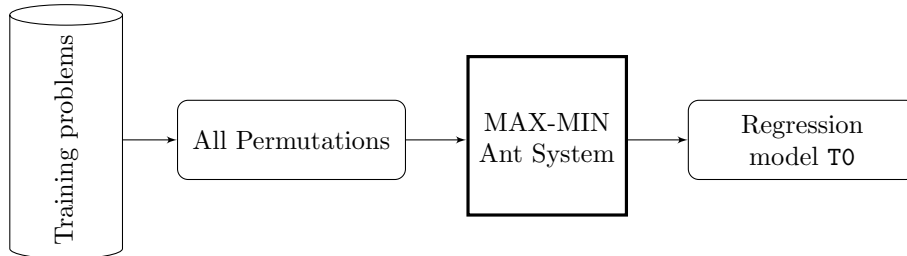 Training problems
All Permutations
MAX-MIN
Ant System
Regression
model T0